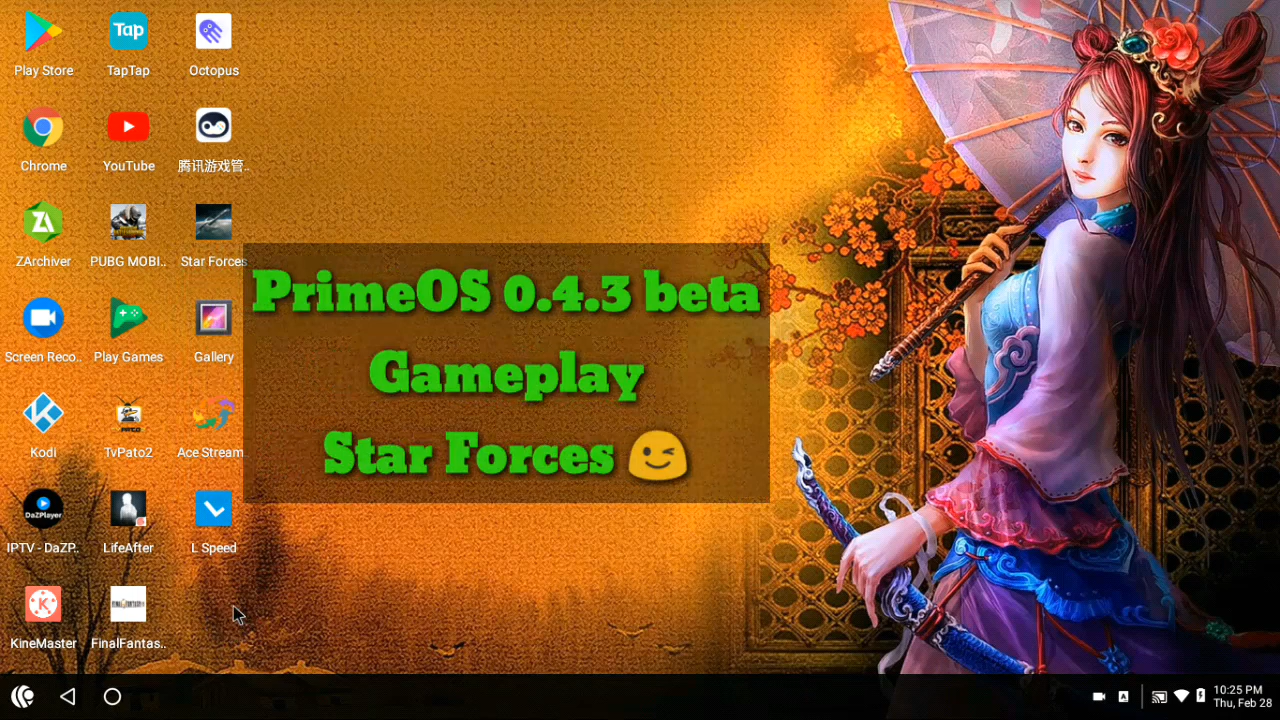 Tap
Play Store
TapTap
Octopus
Chrome
YouTube
腾讯游戏管..
ZArchiver
PUBG MOBI..
Star Forces
PrimeOS 0.4.3 beta
Gameplay
Star Forces 😉
Screen Reco..
Play Games
Gallery
Kodi
TvPato2
Ace Stream
DaZPlayer
IPTV - DaZP..
LifeAfter
L Speed
KineMaster
FinalFantas..
10:25 PM
Thu, Feb 28